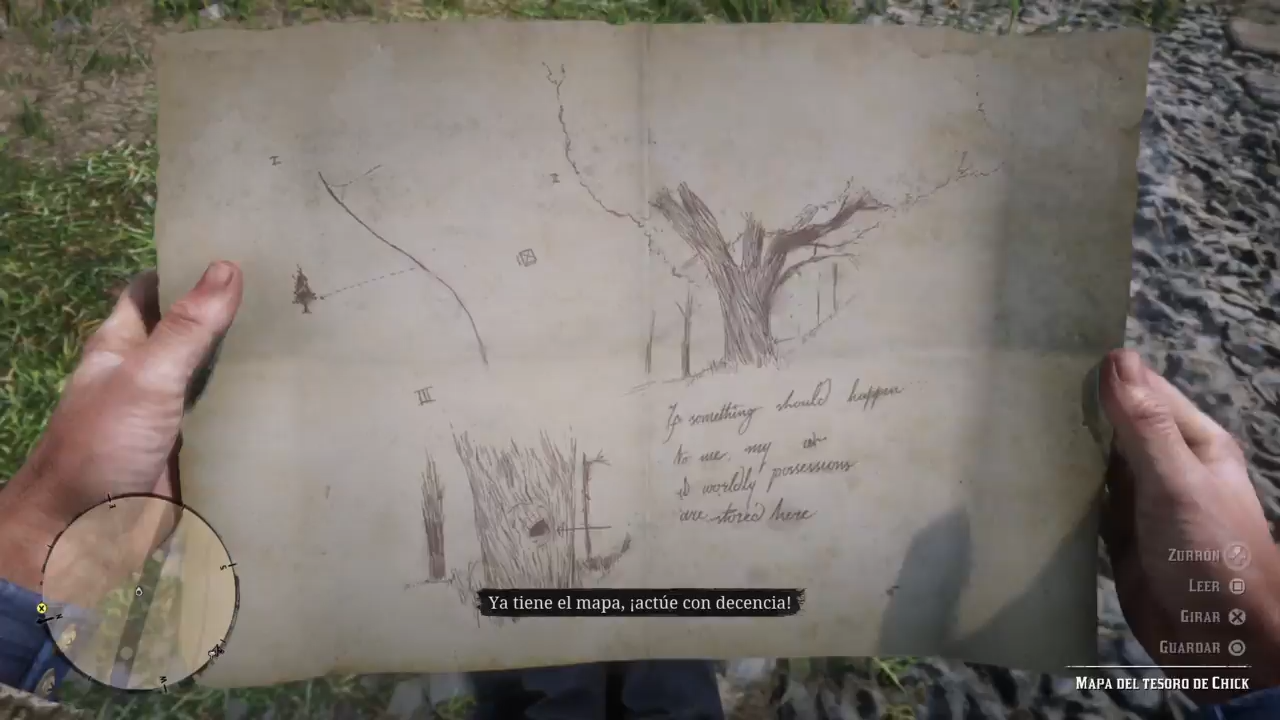 I
I
III
If something should happen
to me, my
worldly possessions
are stored here
Ya tiene el mapa, ¡actúe con decencia!
Zurrón
Leer
Girar
Guardar
Mapa del tesoro de Chick